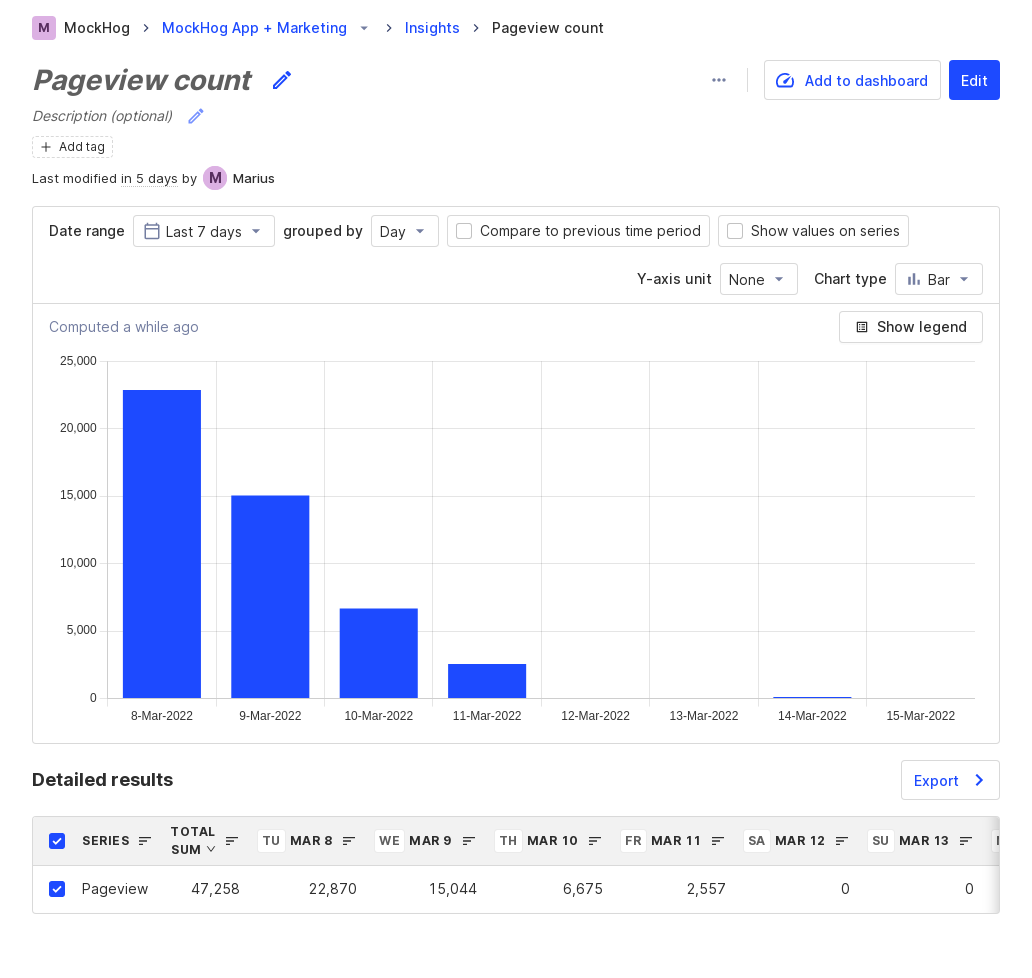 M MockHog MockHog App + Marketing Insights Pageview count
Pageview count
Add to dashboard Edit
Description (optional)
Add tag
Last modified in 5 days by M Marius
Date range Last 7 days grouped by Day Compare to previous time period Show values on series
Y-axis unit None Chart type Bar
Computed a while ago Show legend
25,000
20,000
15,000
10,000
5,000
0
8-Mar-2022 9-Mar-2022 10-Mar-2022 11-Mar-2022 12-Mar-2022 13-Mar-2022 14-Mar-2022 15-Mar-2022
Detailed results Export
SERIES TOTAL SUM TU MAR 8 WE MAR 9 TH MAR 10 FR MAR 11 SA MAR 12 SU MAR 13
Pageview 47,258 22,870 15,044 6,675 2,557 0 0